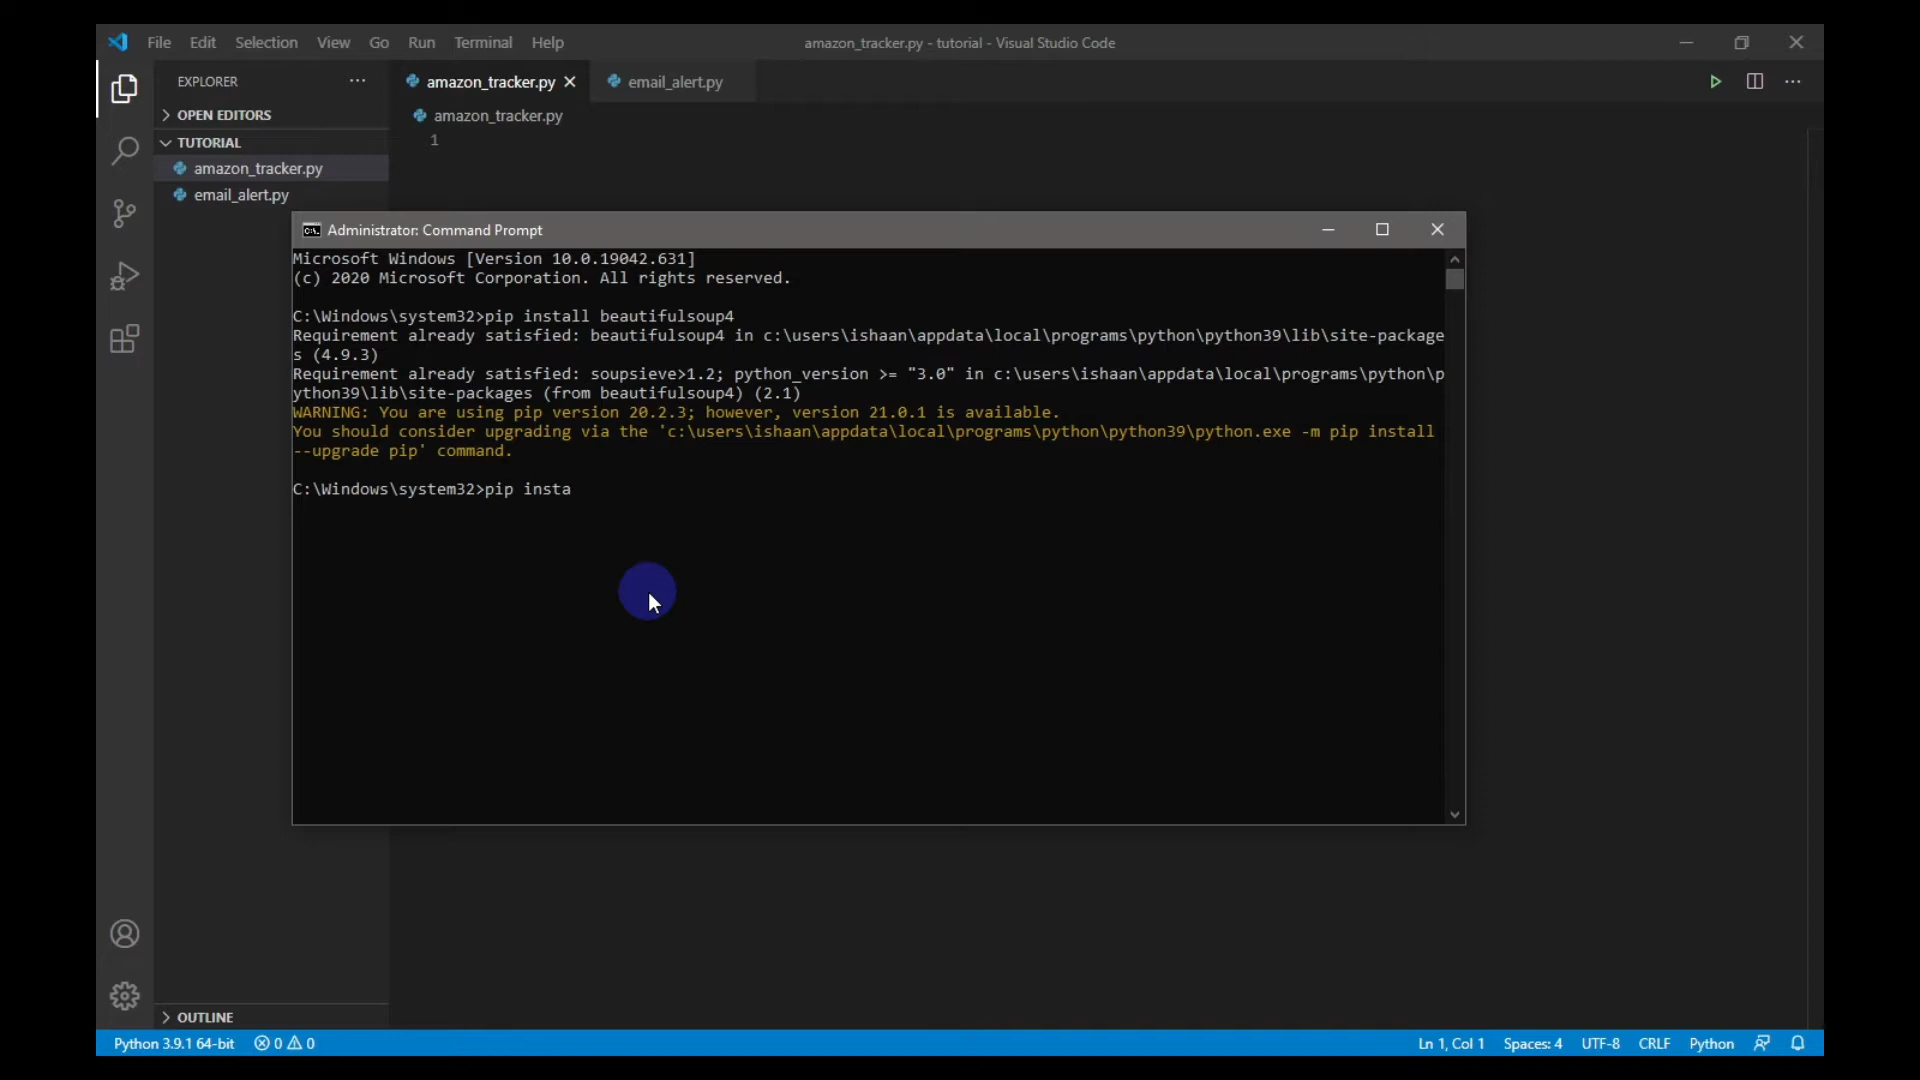 File Edit Selection View Go Run Terminal Help
amazon_tracker.py - tutorial - Visual Studio Code
EXPLORER
OPEN EDITORS
TUTORIAL
amazon_tracker.py
email_alert.py
amazon_tracker.py
email_alert.py
amazon_tracker.py
1
Administrator: Command Prompt
Microsoft Windows [Version 10.0.19042.631]
(c) 2020 Microsoft Corporation. All rights reserved.
C:\Windows\system32>pip install beautifulsoup4
Requirement already satisfied: beautifulsoup4 in c:\users\ishaan\appdata\local\programs\python\python39\lib\site-package
s (4.9.3)
Requirement already satisfied: soupsieve>1.2; python_version >= "3.0" in c:\users\ishaan\appdata\local\programs\python\p
ython39\lib\site-packages (from beautifulsoup4) (2.1)
WARNING: You are using pip version 20.2.3; however, version 21.0.1 is available.
You should consider upgrading via the 'c:\users\ishaan\appdata\local\programs\python\python39\python.exe -m pip install
--upgrade pip' command.
C:\Windows\system32>pip insta
OUTLINE
Python 3.9.1 64-bit 0 0 Ln 1, Col 1 Spaces: 4 UTF-8 CRLF Python